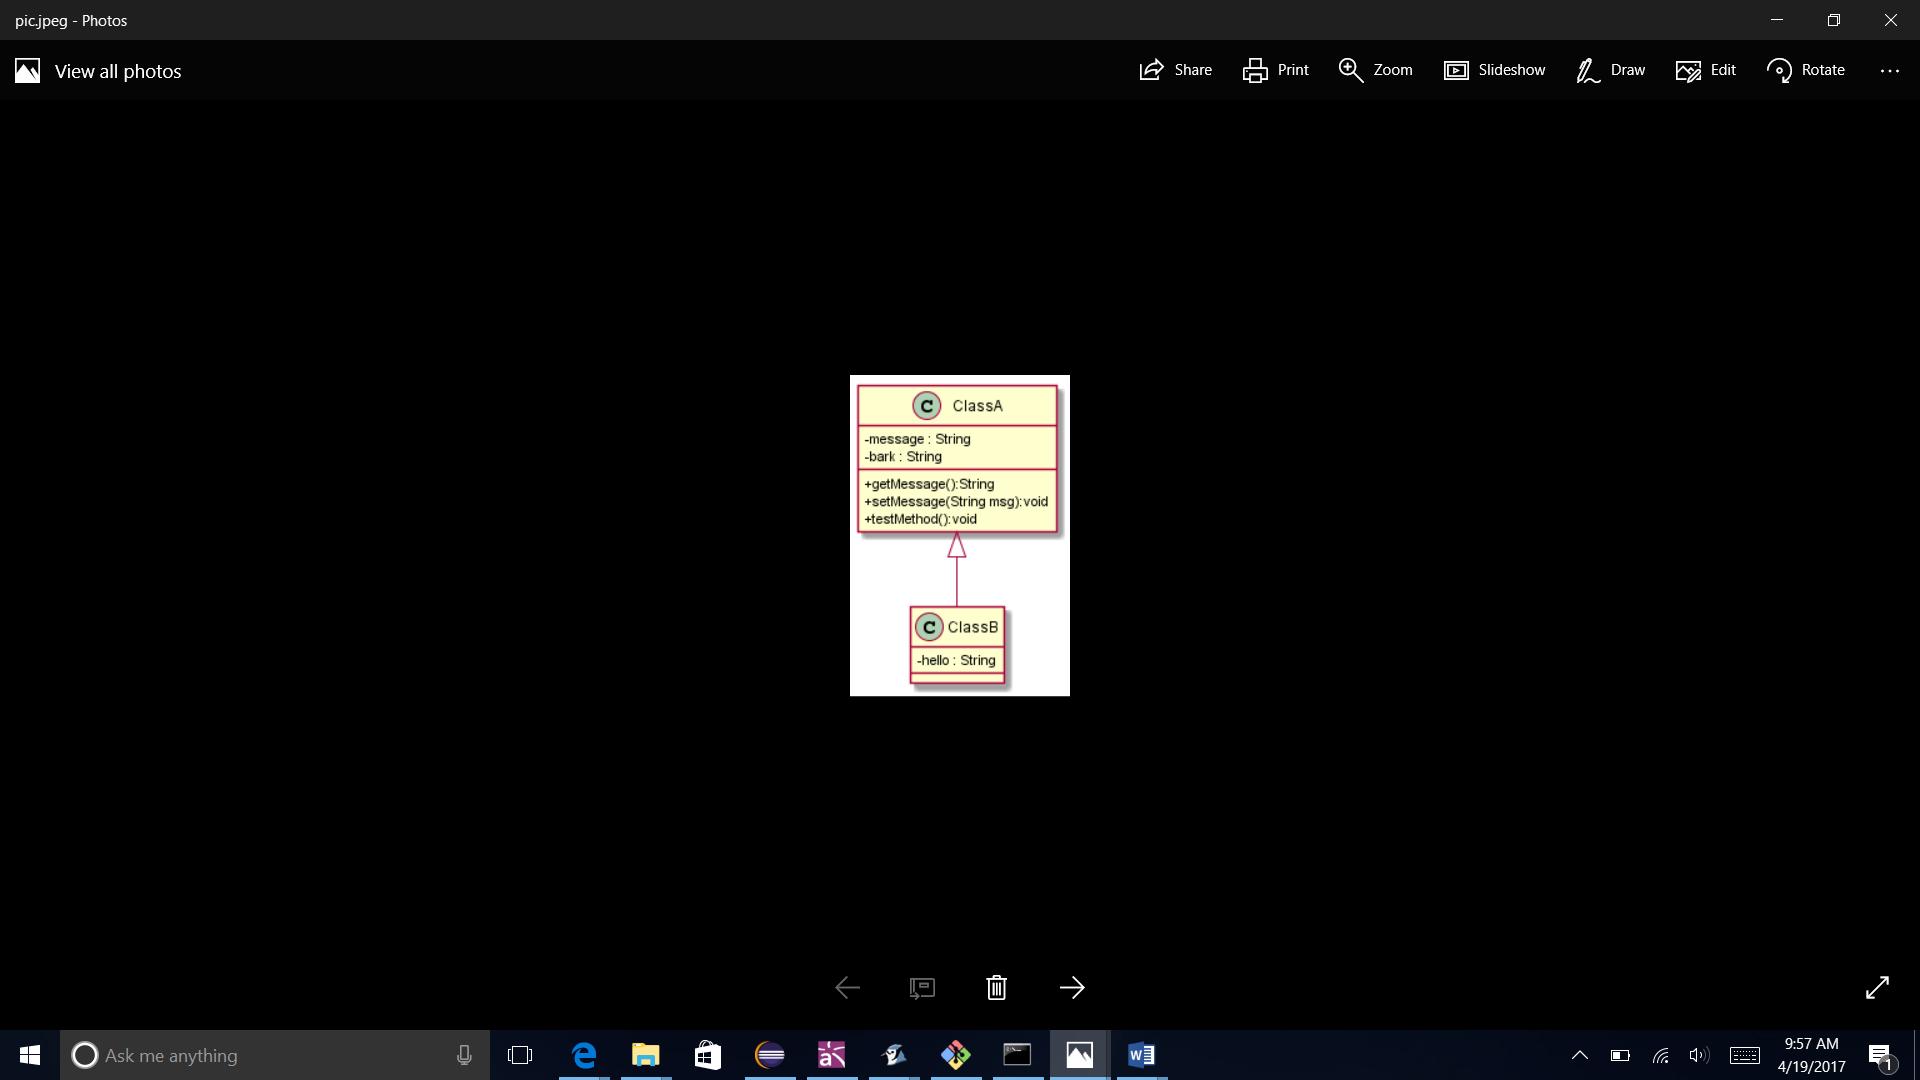 pic.jpeg - Photos
View all photos
Share
Print
Zoom
Slideshow
Draw
Edit
Rotate
C ClassA
-message : String
-bark : String
+getMessage():String
+setMessage(String msg):void
+testMethod():void
C ClassB
-hello : String
Ask me anything
9:57 AM
4/19/2017
1